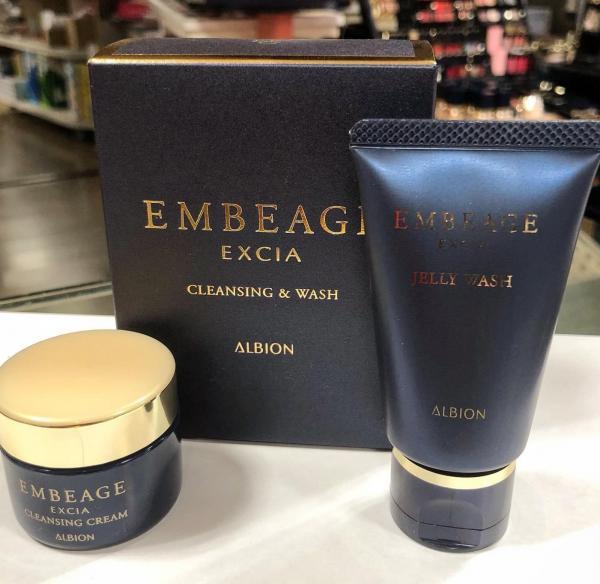 EMBEAGE
EXCIA
CLEANSING & WASH
ALBION
EMBEAGE
EXCIA
JELLY WASH
ALBION
EMBEAGE
EXCIA
CLEANSING CREAM
ALBION